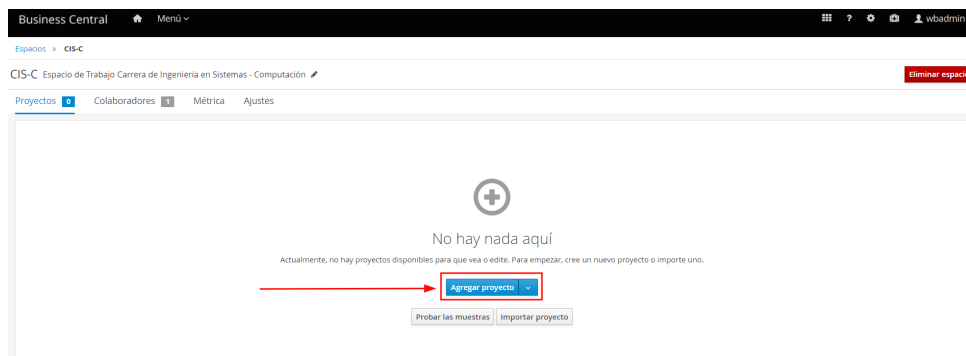 Business Central Menú ? wbadmin
Espacios » CIS-C
CIS-C Espacio de Trabajo Carrera de Ingeniería en Sistemas - Computación Eliminar espacio
Proyectos 0 Colaboradores 1 Métrica Ajustes
No hay nada aquí
Actualmente, no hay proyectos disponibles para que vea o edite. Para empezar, cree un nuevo proyecto o importe uno.
Agregar proyecto
Probar las muestras Importar proyecto